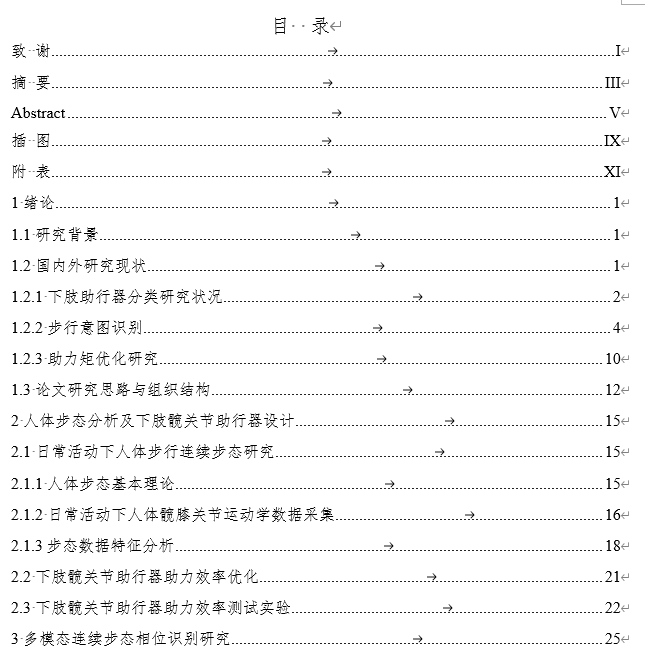 目 录
致 谢 I
摘 要 III
Abstract V
插 图 IX
附 表 XI
1 绪论 1
1.1 研究背景 1
1.2 国内外研究现状 1
1.2.1 下肢助行器分类研究状况 2
1.2.2 步行意图识别 4
1.2.3 助力矩优化研究 10
1.3 论文研究思路与组织结构 12
2 人体步态分析及下肢髋关节助行器设计 15
2.1 日常活动下人体步行连续步态研究 15
2.1.1 人体步态基本理论 15
2.1.2 日常活动下人体髋膝关节运动学数据采集 16
2.1.3 步态数据特征分析 18
2.2 下肢髋关节助行器助力效率优化 21
2.3 下肢髋关节助行器助力效率测试实验 22
3 多模态连续步态相位识别研究 25